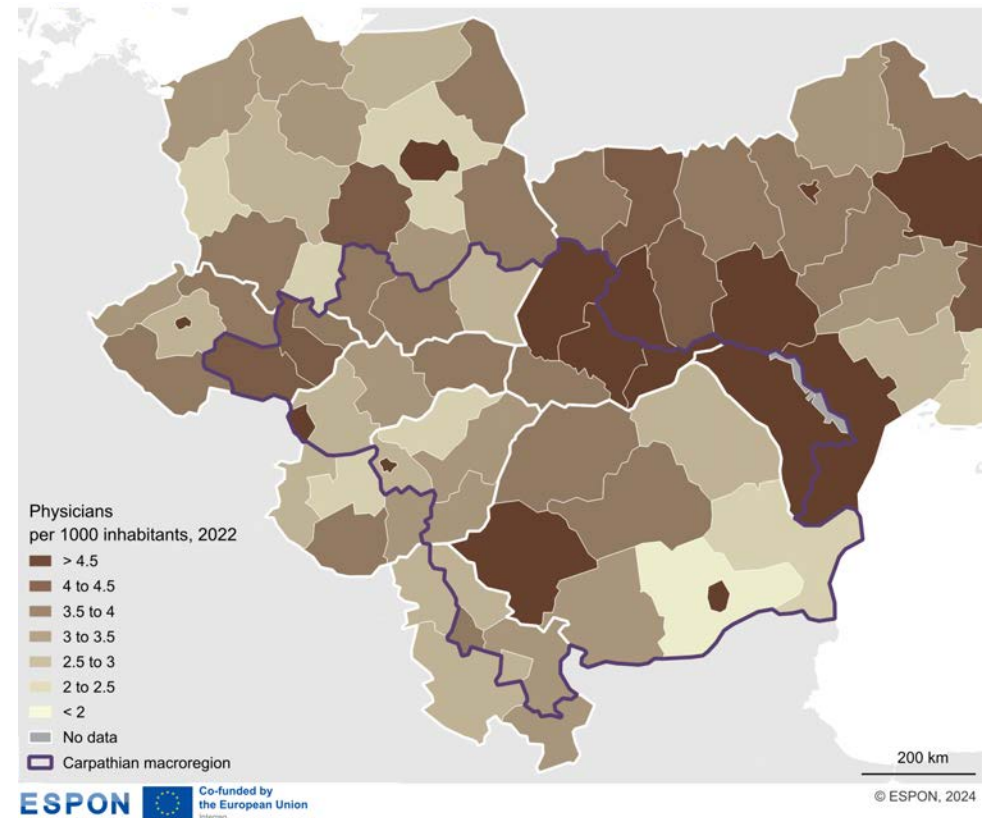 Physicians
per 1000 inhabitants, 2022
> 4.5
4 to 4.5
3.5 to 4
3 to 3.5
2.5 to 3
2 to 2.5
< 2
No data
Carpathian macroregion
200 km
ESPON
Co-funded by
the European Union
Interreg
© ESPON, 2024